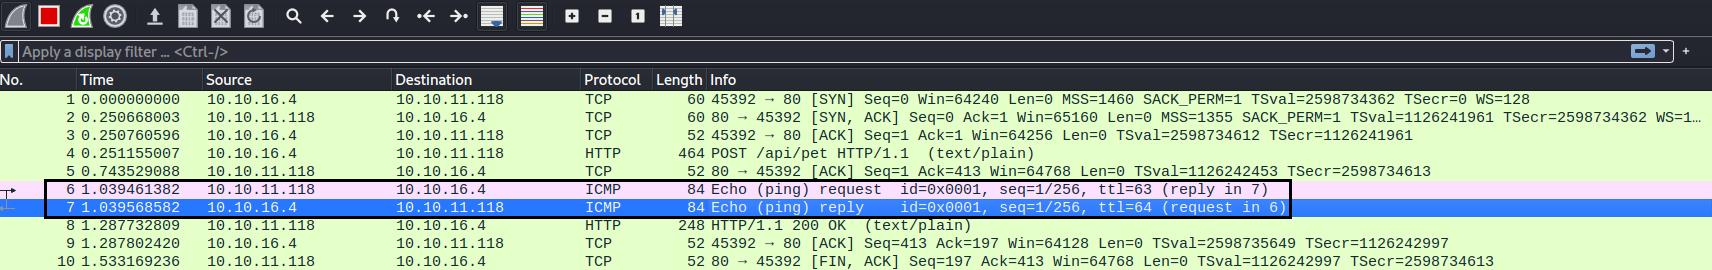 Apply a display filter ... <Ctrl-/>
No. Time Source Destination Protocol Length Info
1 0.000000000 10.10.16.4 10.10.11.118 TCP 60 45392 → 80 [SYN] Seq=0 Win=64240 Len=0 MSS=1460 SACK_PERM=1 TSval=2598734362 TSecr=0 WS=128
2 0.250668003 10.10.11.118 10.10.16.4 TCP 60 80 → 45392 [SYN, ACK] Seq=0 Ack=1 Win=65160 Len=0 MSS=1355 SACK_PERM=1 TSval=1126241961 TSecr=2598734362 WS=1…
3 0.250760596 10.10.16.4 10.10.11.118 TCP 52 45392 → 80 [ACK] Seq=1 Ack=1 Win=64256 Len=0 TSval=2598734612 TSecr=1126241961
4 0.251155007 10.10.16.4 10.10.11.118 HTTP 464 POST /api/pet HTTP/1.1 (text/plain)
5 0.743529088 10.10.11.118 10.10.16.4 TCP 52 80 → 45392 [ACK] Seq=1 Ack=413 Win=64768 Len=0 TSval=1126242453 TSecr=2598734613
6 1.039461382 10.10.11.118 10.10.16.4 ICMP 84 Echo (ping) request id=0x0001, seq=1/256, ttl=63 (reply in 7)
7 1.039568582 10.10.16.4 10.10.11.118 ICMP 84 Echo (ping) reply id=0x0001, seq=1/256, ttl=64 (request in 6)
8 1.287732809 10.10.11.118 10.10.16.4 HTTP 248 HTTP/1.1 200 OK (text/plain)
9 1.287802420 10.10.16.4 10.10.11.118 TCP 52 45392 → 80 [ACK] Seq=413 Ack=197 Win=64128 Len=0 TSval=2598735649 TSecr=1126242997
10 1.533169236 10.10.11.118 10.10.16.4 TCP 52 80 → 45392 [FIN, ACK] Seq=197 Ack=413 Win=64768 Len=0 TSval=1126242997 TSecr=2598734613